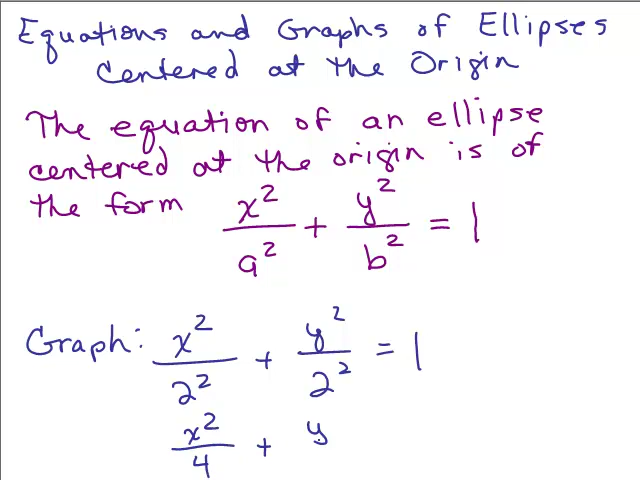 Equations and Graphs of Ellipses
Centered at the Origin
The equation of an ellipse
centered at the origin is of
the form x²/a² + y²/b² = 1
Graph: x²/2² + y²/2² = 1
x²/4 + y